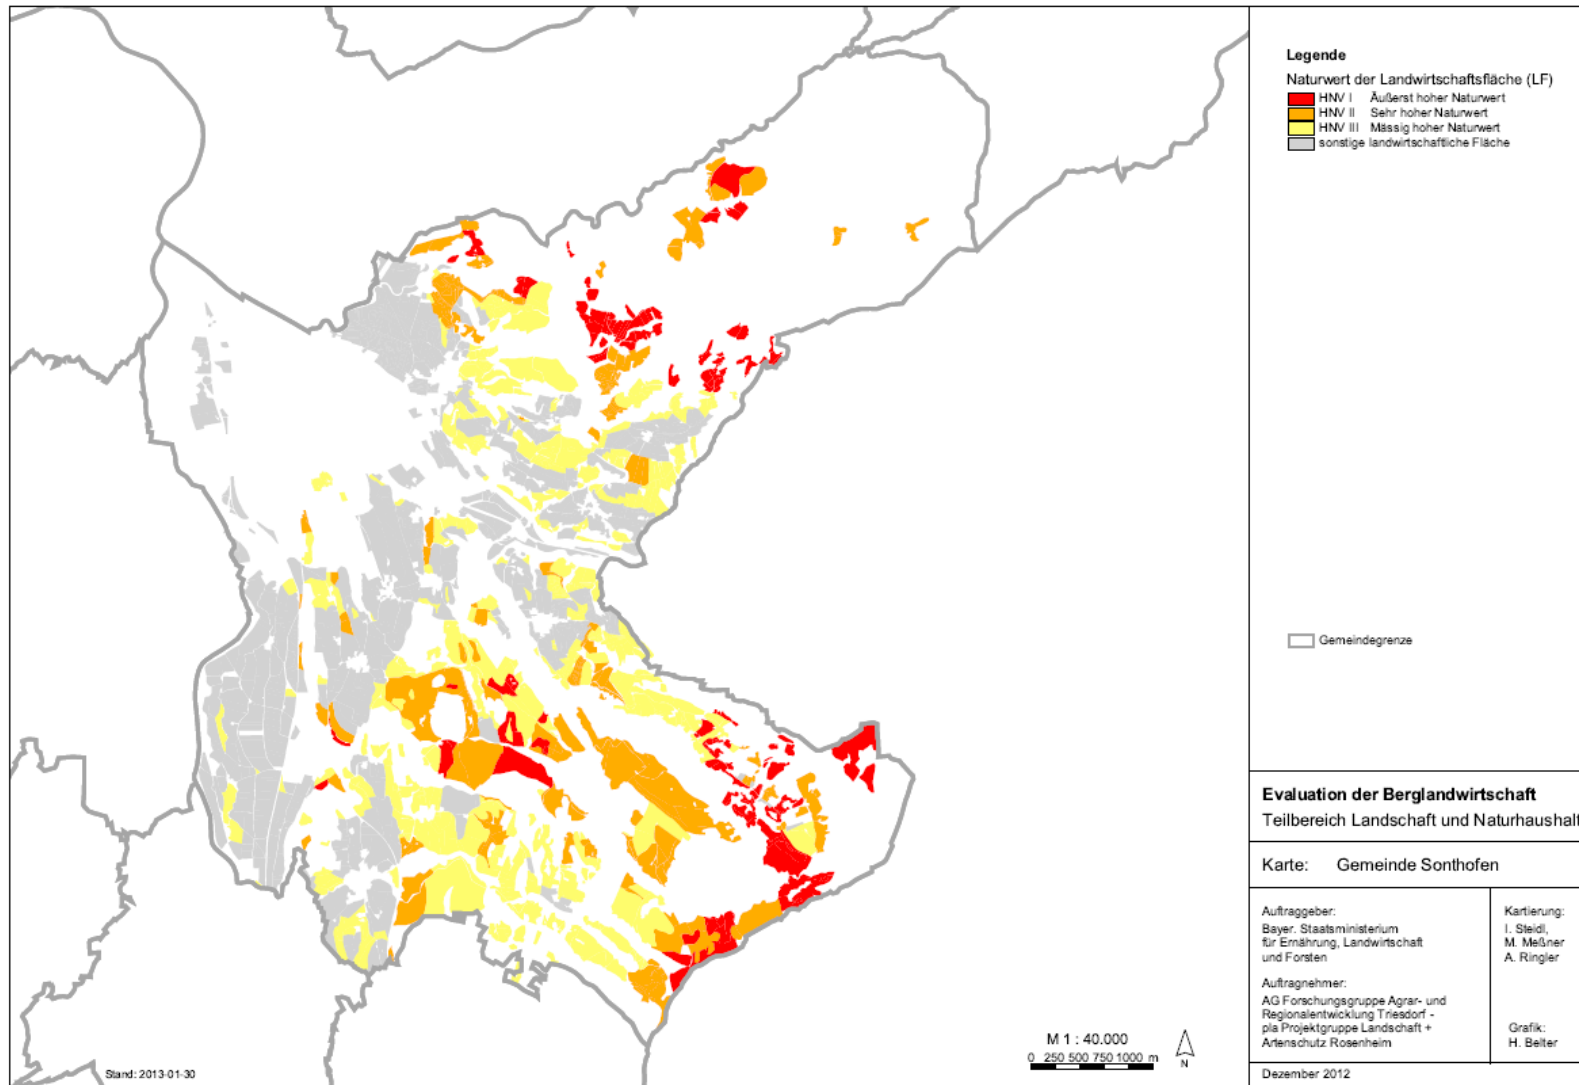 Legende
Naturwert der Landwirtschaftsfläche (LF)
HNV I Äußerst hoher Naturwert
HNV II Sehr hoher Naturwert
HNV III Mässig hoher Naturwert
sonstige landwirtschaftliche Fläche
Gemeindegrenze
Evaluation der Berglandwirtschaft
Teilbereich Landschaft und Naturhaushalt
Karte: Gemeinde Sonthofen
Auftraggeber:
Bayer. Staatsministerium
für Ernährung, Landwirtschaft
und Forsten
Auftragnehmer:
AG Forschungsgruppe Agrar- und
Regionalentwicklung Triesdorf -
pla Projektgruppe Landschaft +
Artenschutz Rosenheim
Kartierung:
I. Steidl,
M. Meßner
A. Ringler
Grafik:
H. Belter
Dezember 2012
M 1 : 40.000
0 250 500 750 1000 m
N
Stand: 2013-01-30